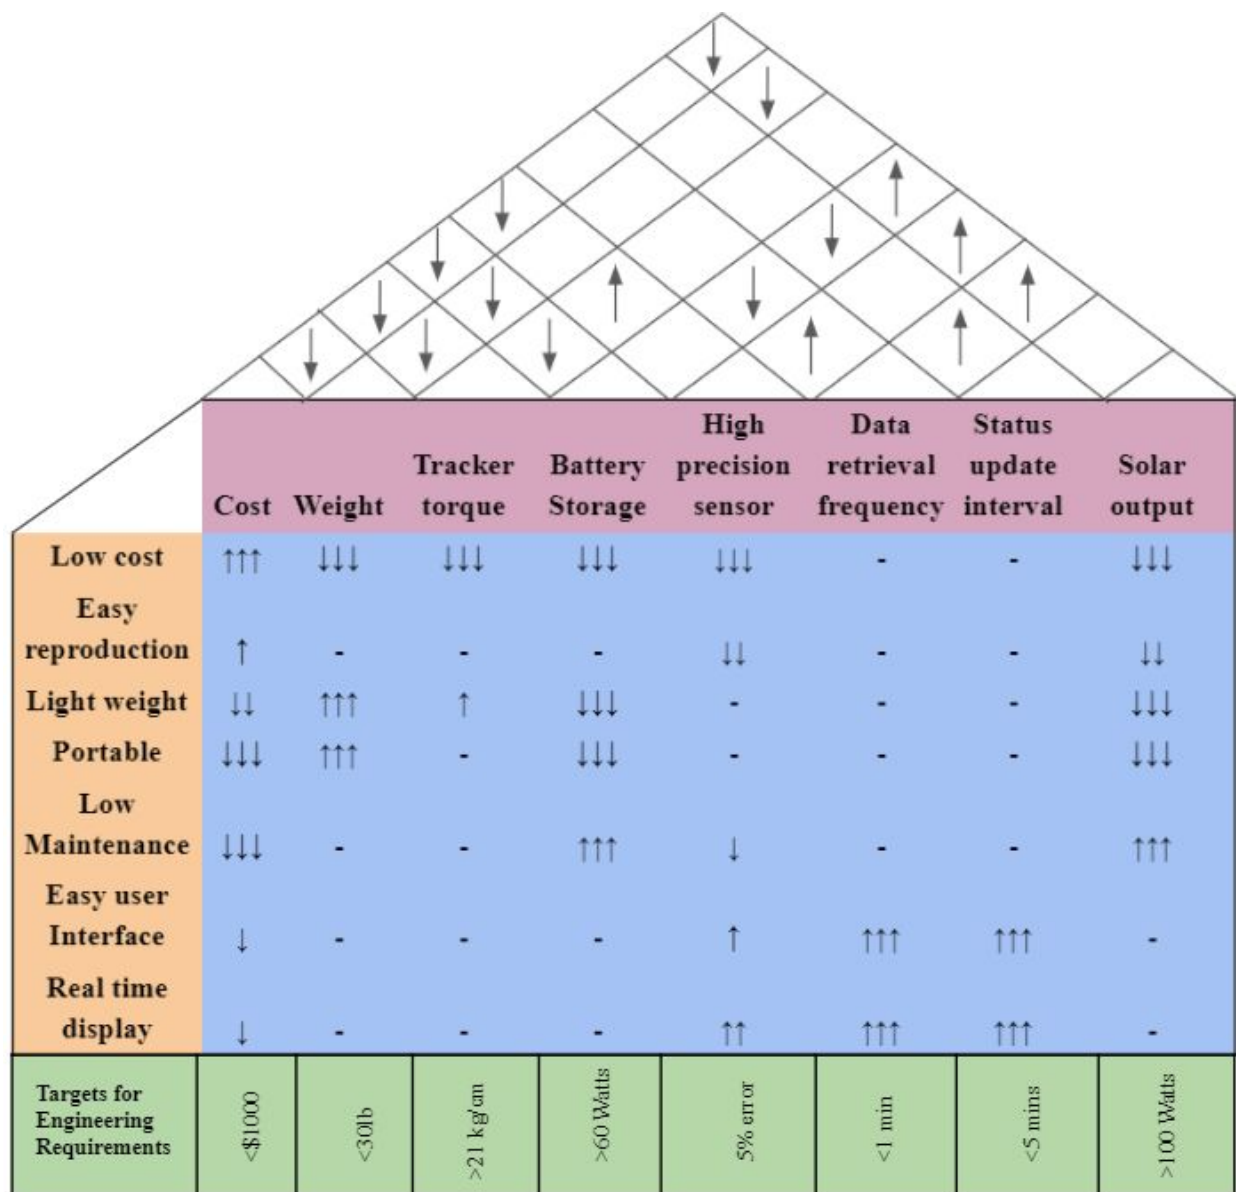 High Data Status
Tracker Battery precision retrieval update Solar
Cost Weight torque Storage sensor frequency interval output
Low cost ↑↑↑ ↓↓↓ ↓↓↓ ↓↓↓ ↓↓↓ - - ↓↓↓
Easy
reproduction ↑ - - - ↓↓ - - ↓↓
Light weight ↓↓ ↑↑↑ ↑ ↓↓↓ - - - ↓↓↓
Portable ↓↓↓ ↑↑↑ - ↓↓↓ - - - ↓↓↓
Low
Maintenance ↓↓↓ - - ↑↑↑ ↓ - - ↑↑↑
Easy user
Interface ↓ - - - ↑ ↑↑↑ ↑↑↑ -
Real time
display ↓ - - - ↑↑ ↑↑↑ ↑↑↑ -
Targets for
Engineering
Requirements
<$1000
<30lb
>21 kg/cm
>60 Watts
5% error
<1 min
<5 mins
>100 Watts